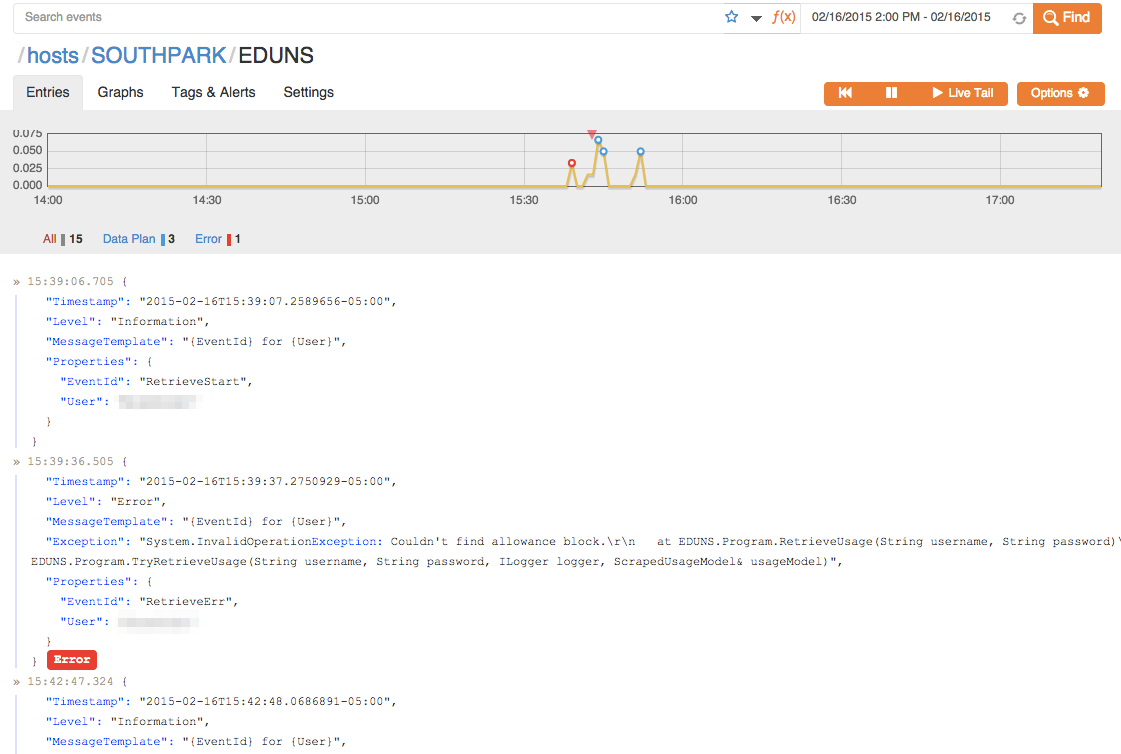 Search events
f(x)
02/16/2015 2:00 PM - 02/16/2015
Find
/hosts/SOUTHPARK/EDUNS
Entries Graphs Tags & Alerts Settings
Live Tail Options
0.075
0.050
0.025
0.000
14:00 14:30 15:00 15:30 16:00 16:30 17:00
All 15 Data Plan 3 Error 1
» 15:39:06.705 {
"Timestamp": "2015-02-16T15:39:07.2589656-05:00",
"Level": "Information",
"MessageTemplate": "{EventId} for {User}",
"Properties": {
"EventId": "RetrieveStart",
"User":
}
}
» 15:39:36.505 {
"Timestamp": "2015-02-16T15:39:37.2750929-05:00",
"Level": "Error",
"MessageTemplate": "{EventId} for {User}",
"Exception": "System.InvalidOperationException: Couldn't find allowance block.\r\n   at EDUNS.Program.RetrieveUsage(String username, String password)\
EDUNS.Program.TryRetrieveUsage(String username, String password, ILogger logger, ScrapedUsageModel& usageModel)",
"Properties": {
"EventId": "RetrieveErr",
"User":
}
} Error
» 15:42:47.324 {
"Timestamp": "2015-02-16T15:42:48.0686891-05:00",
"Level": "Information",
"MessageTemplate": "{EventId} for {User}",